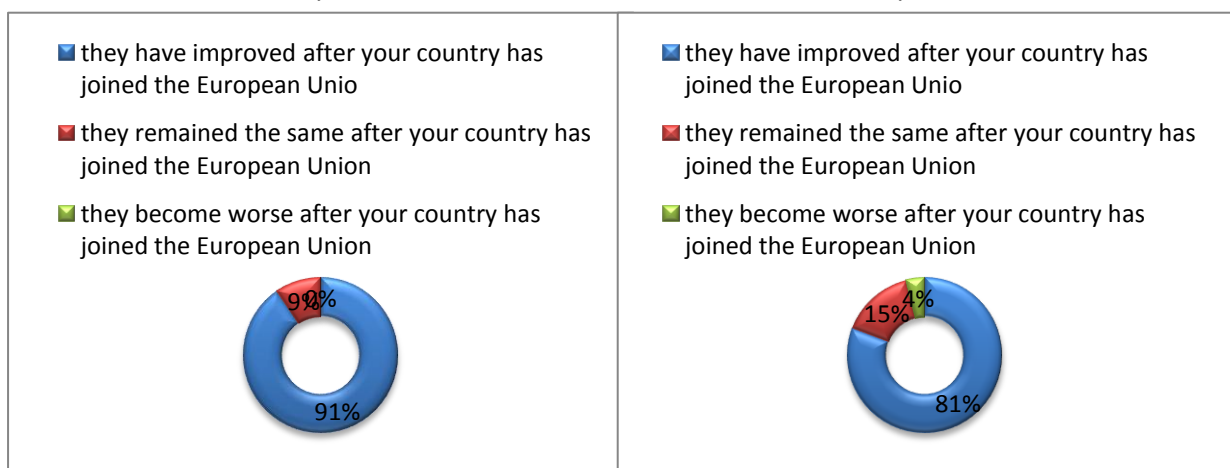 they have improved after your country has
joined the European Unio
they remained the same after your country has
joined the European Union
they become worse after your country has
joined the European Union
9%
0%
91%
they have improved after your country has
joined the European Unio
they remained the same after your country has
joined the European Union
they become worse after your country has
joined the European Union
4%
15%
81%